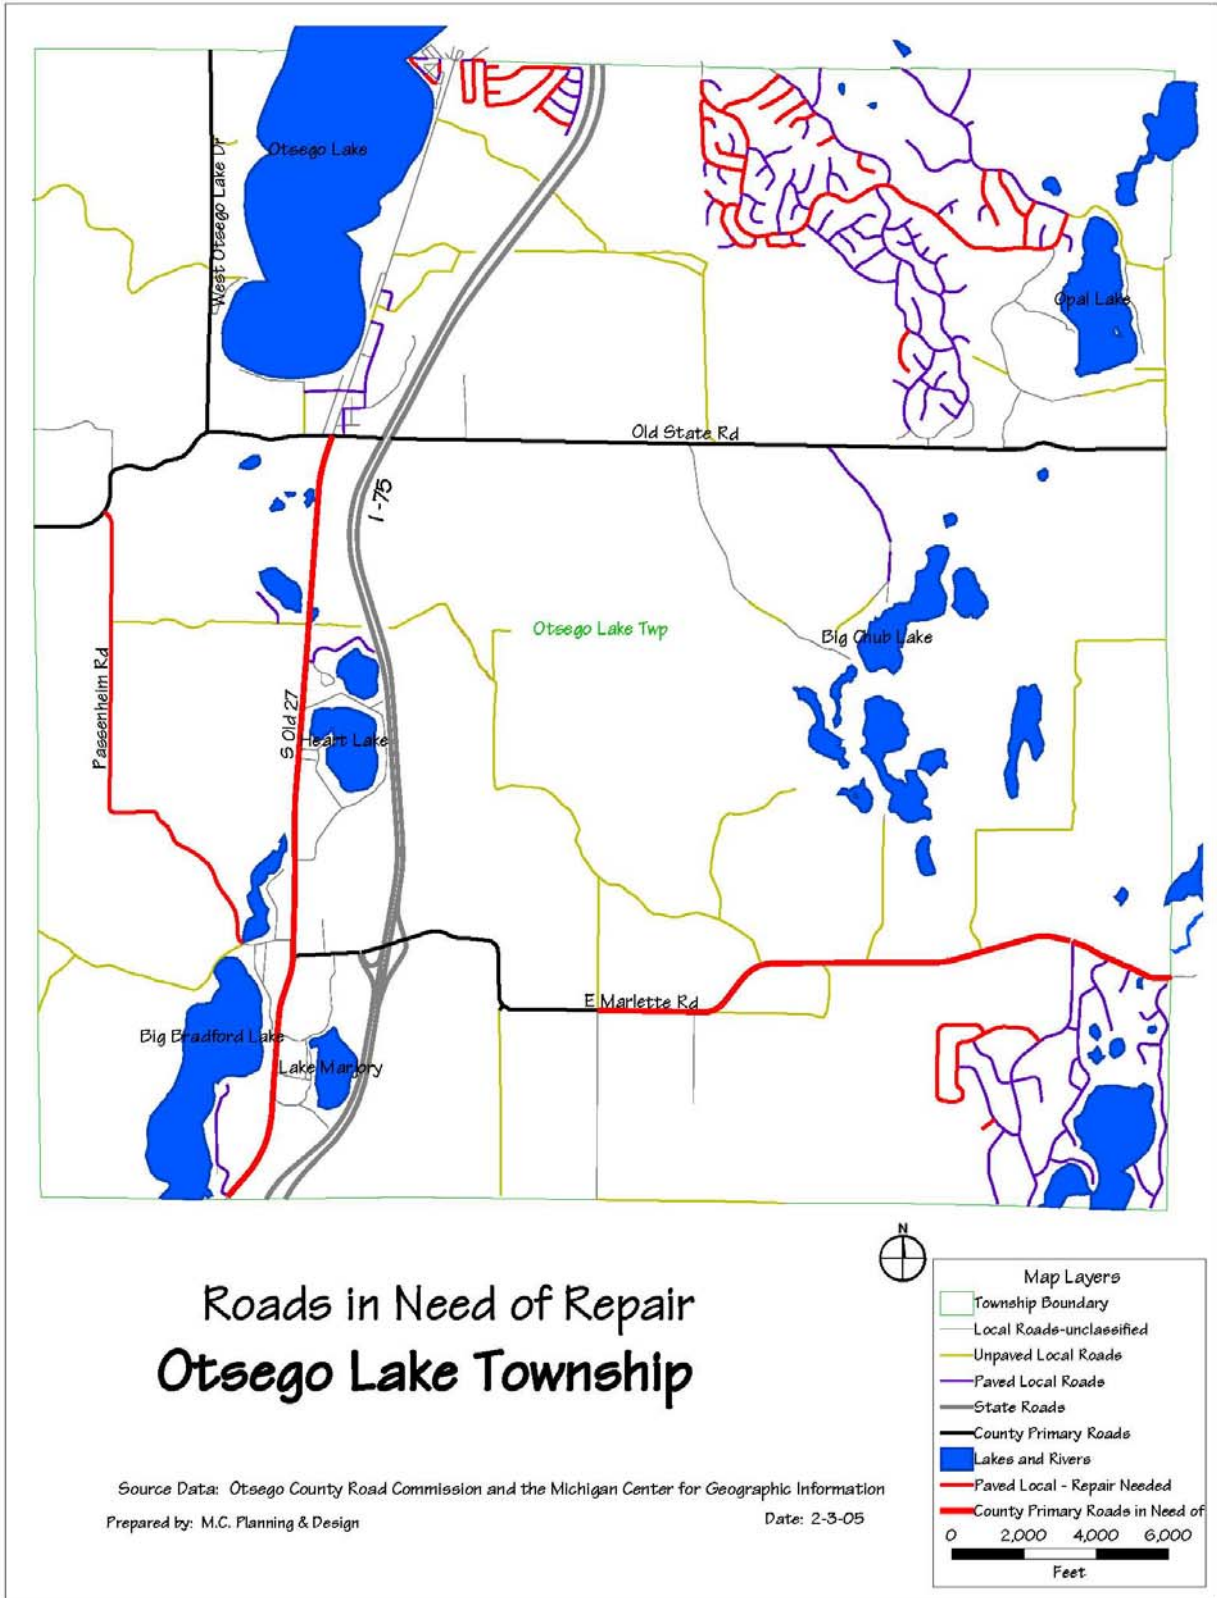 Otsego Lake
West Otsego Lake Dr
Opal Lake
Old State Rd
I-75
Otsego Lake Twp
Big Chub Lake
Passenheim Rd
S Old 27
Heart Lake
E Marlette Rd
Big Bradford Lake
Lake Marjory
N
Roads in Need of Repair
Otsego Lake Township
Map Layers
Township Boundary
Local Roads-unclassified
Unpaved Local Roads
Paved Local Roads
State Roads
County Primary Roads
Lakes and Rivers
Paved Local - Repair Needed
County Primary Roads in Need of
0 2,000 4,000 6,000
Feet
Source Data: Otsego County Road Commission and the Michigan Center for Geographic Information
Prepared by: M.C. Planning & Design
Date: 2-3-05